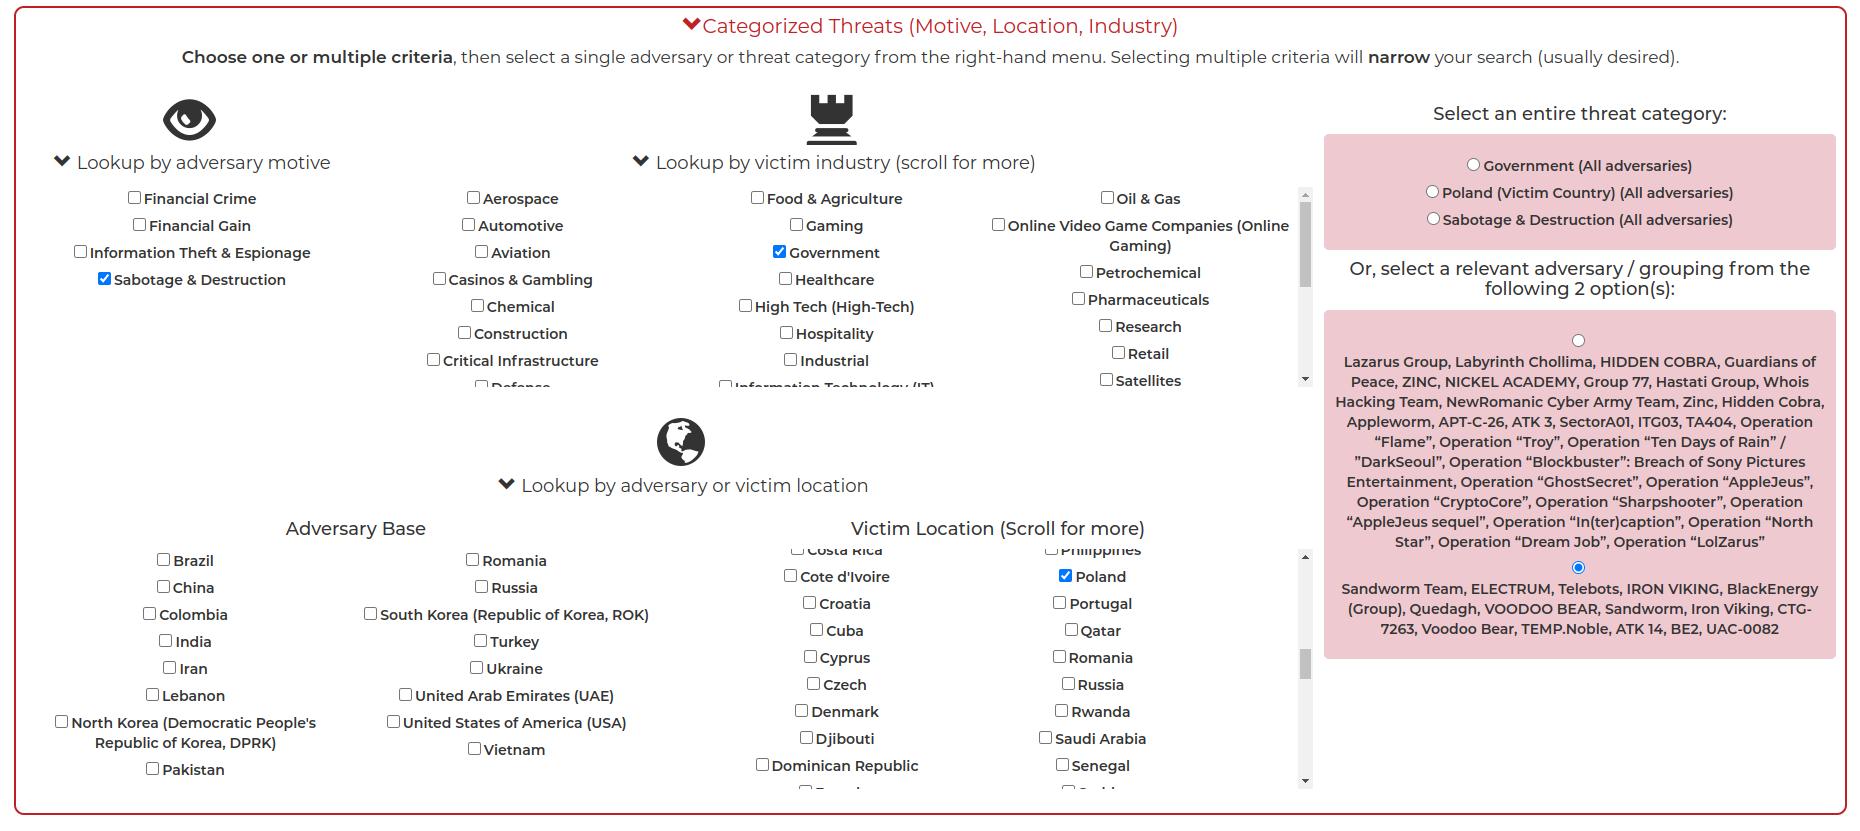 Categorized Threats (Motive, Location, Industry)
Choose one or multiple criteria, then select a single adversary or threat category from the right-hand menu. Selecting multiple criteria will narrow your search (usually desired).
Lookup by adversary motive
Financial Crime
Financial Gain
Information Theft & Espionage
Sabotage & Destruction
Lookup by victim industry (scroll for more)
Aerospace
Automotive
Aviation
Casinos & Gambling
Chemical
Construction
Critical Infrastructure
Defense
Food & Agriculture
Gaming
Government
Healthcare
High Tech (High-Tech)
Hospitality
Industrial
Information Technology (IT)
Oil & Gas
Online Video Game Companies (Online
Gaming)
Petrochemical
Pharmaceuticals
Research
Retail
Satellites
Lookup by adversary or victim location
Adversary Base
Brazil
China
Colombia
India
Iran
Lebanon
North Korea (Democratic People's
Republic of Korea, DPRK)
Pakistan
Romania
Russia
South Korea (Republic of Korea, ROK)
Turkey
Ukraine
United Arab Emirates (UAE)
United States of America (USA)
Vietnam
Victim Location (Scroll for more)
Costa Rica
Cote d'Ivoire
Croatia
Cuba
Cyprus
Czech
Denmark
Djibouti
Dominican Republic
Philippines
Poland
Portugal
Qatar
Romania
Russia
Rwanda
Saudi Arabia
Senegal
Select an entire threat category:
Government (All adversaries)
Poland (Victim Country) (All adversaries)
Sabotage & Destruction (All adversaries)
Or, select a relevant adversary / grouping from the
following 2 option(s):
Lazarus Group, Labyrinth Chollima, HIDDEN COBRA, Guardians of
Peace, ZINC, NICKEL ACADEMY, Group 77, Hastati Group, Whois
Hacking Team, NewRomanic Cyber Army Team, Zinc, Hidden Cobra,
Appleworm, APT-C-26, ATK 3, SectorA01, ITG03, TA404, Operation
“Flame”, Operation “Troy”, Operation “Ten Days of Rain” /
”DarkSeoul”, Operation “Blockbuster”: Breach of Sony Pictures
Entertainment, Operation “GhostSecret”, Operation “AppleJeus”,
Operation “CryptoCore”, Operation “Sharpshooter”, Operation
“AppleJeus sequel”, Operation “In(ter)caption”, Operation “North
Star”, Operation “Dream Job”, Operation “LolZarus”
Sandworm Team, ELECTRUM, Telebots, IRON VIKING, BlackEnergy
(Group), Quedagh, VOODOO BEAR, Sandworm, Iron Viking, CTG-
7263, Voodoo Bear, TEMP.Noble, ATK 14, BE2, UAC-0082